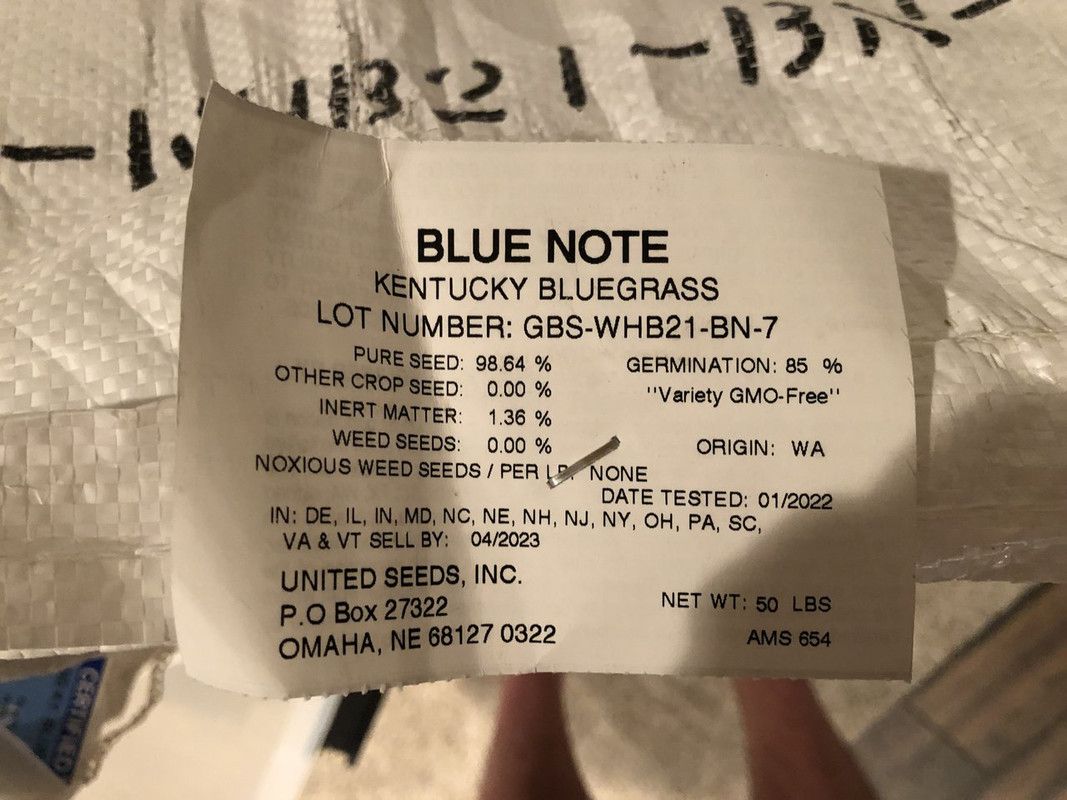 BLUE NOTE
KENTUCKY BLUEGRASS
LOT NUMBER: GBS-WHB21-BN-7
PURE SEED: 98.64 % GERMINATION: 85 %
OTHER CROP SEED: 0.00 % "Variety GMO-Free"
INERT MATTER: 1.36 %
WEED SEEDS: 0.00 % ORIGIN: WA
NOXIOUS WEED SEEDS / PER NONE
DATE TESTED: 01/2022
IN: DE, IL, IN, MD, NC, NE, NH, NJ, NY, OH, PA, SC,
VA & VT SELL BY: 04/2023
UNITED SEEDS, INC.
P.O Box 27322 NET WT: 50 LBS
OMAHA, NE 68127 0322 AMS 654
CERTIFIED